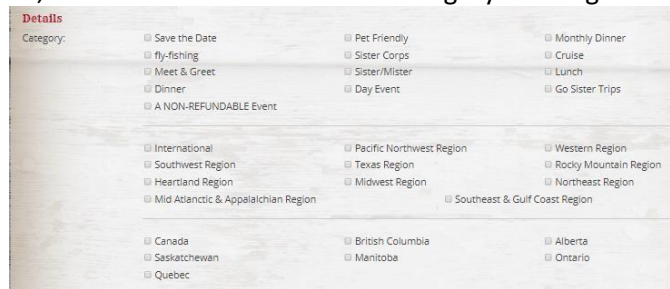 Details
Category: Save the Date Pet Friendly Monthly Dinner
fly-fishing Sister Corps Cruise
Meet & Greet Sister/Mister Lunch
Dinner Day Event Go Sister Trips
A NON-REFUNDABLE Event
International Pacific Northwest Region Western Region
Southwest Region Texas Region Rocky Mountain Region
Heartland Region Midwest Region Northeast Region
Mid Atlanctic & Appalalchian Region Southeast & Gulf Coast Region
Canada British Columbia Alberta
Saskatchewan Manitoba Ontario
Quebec